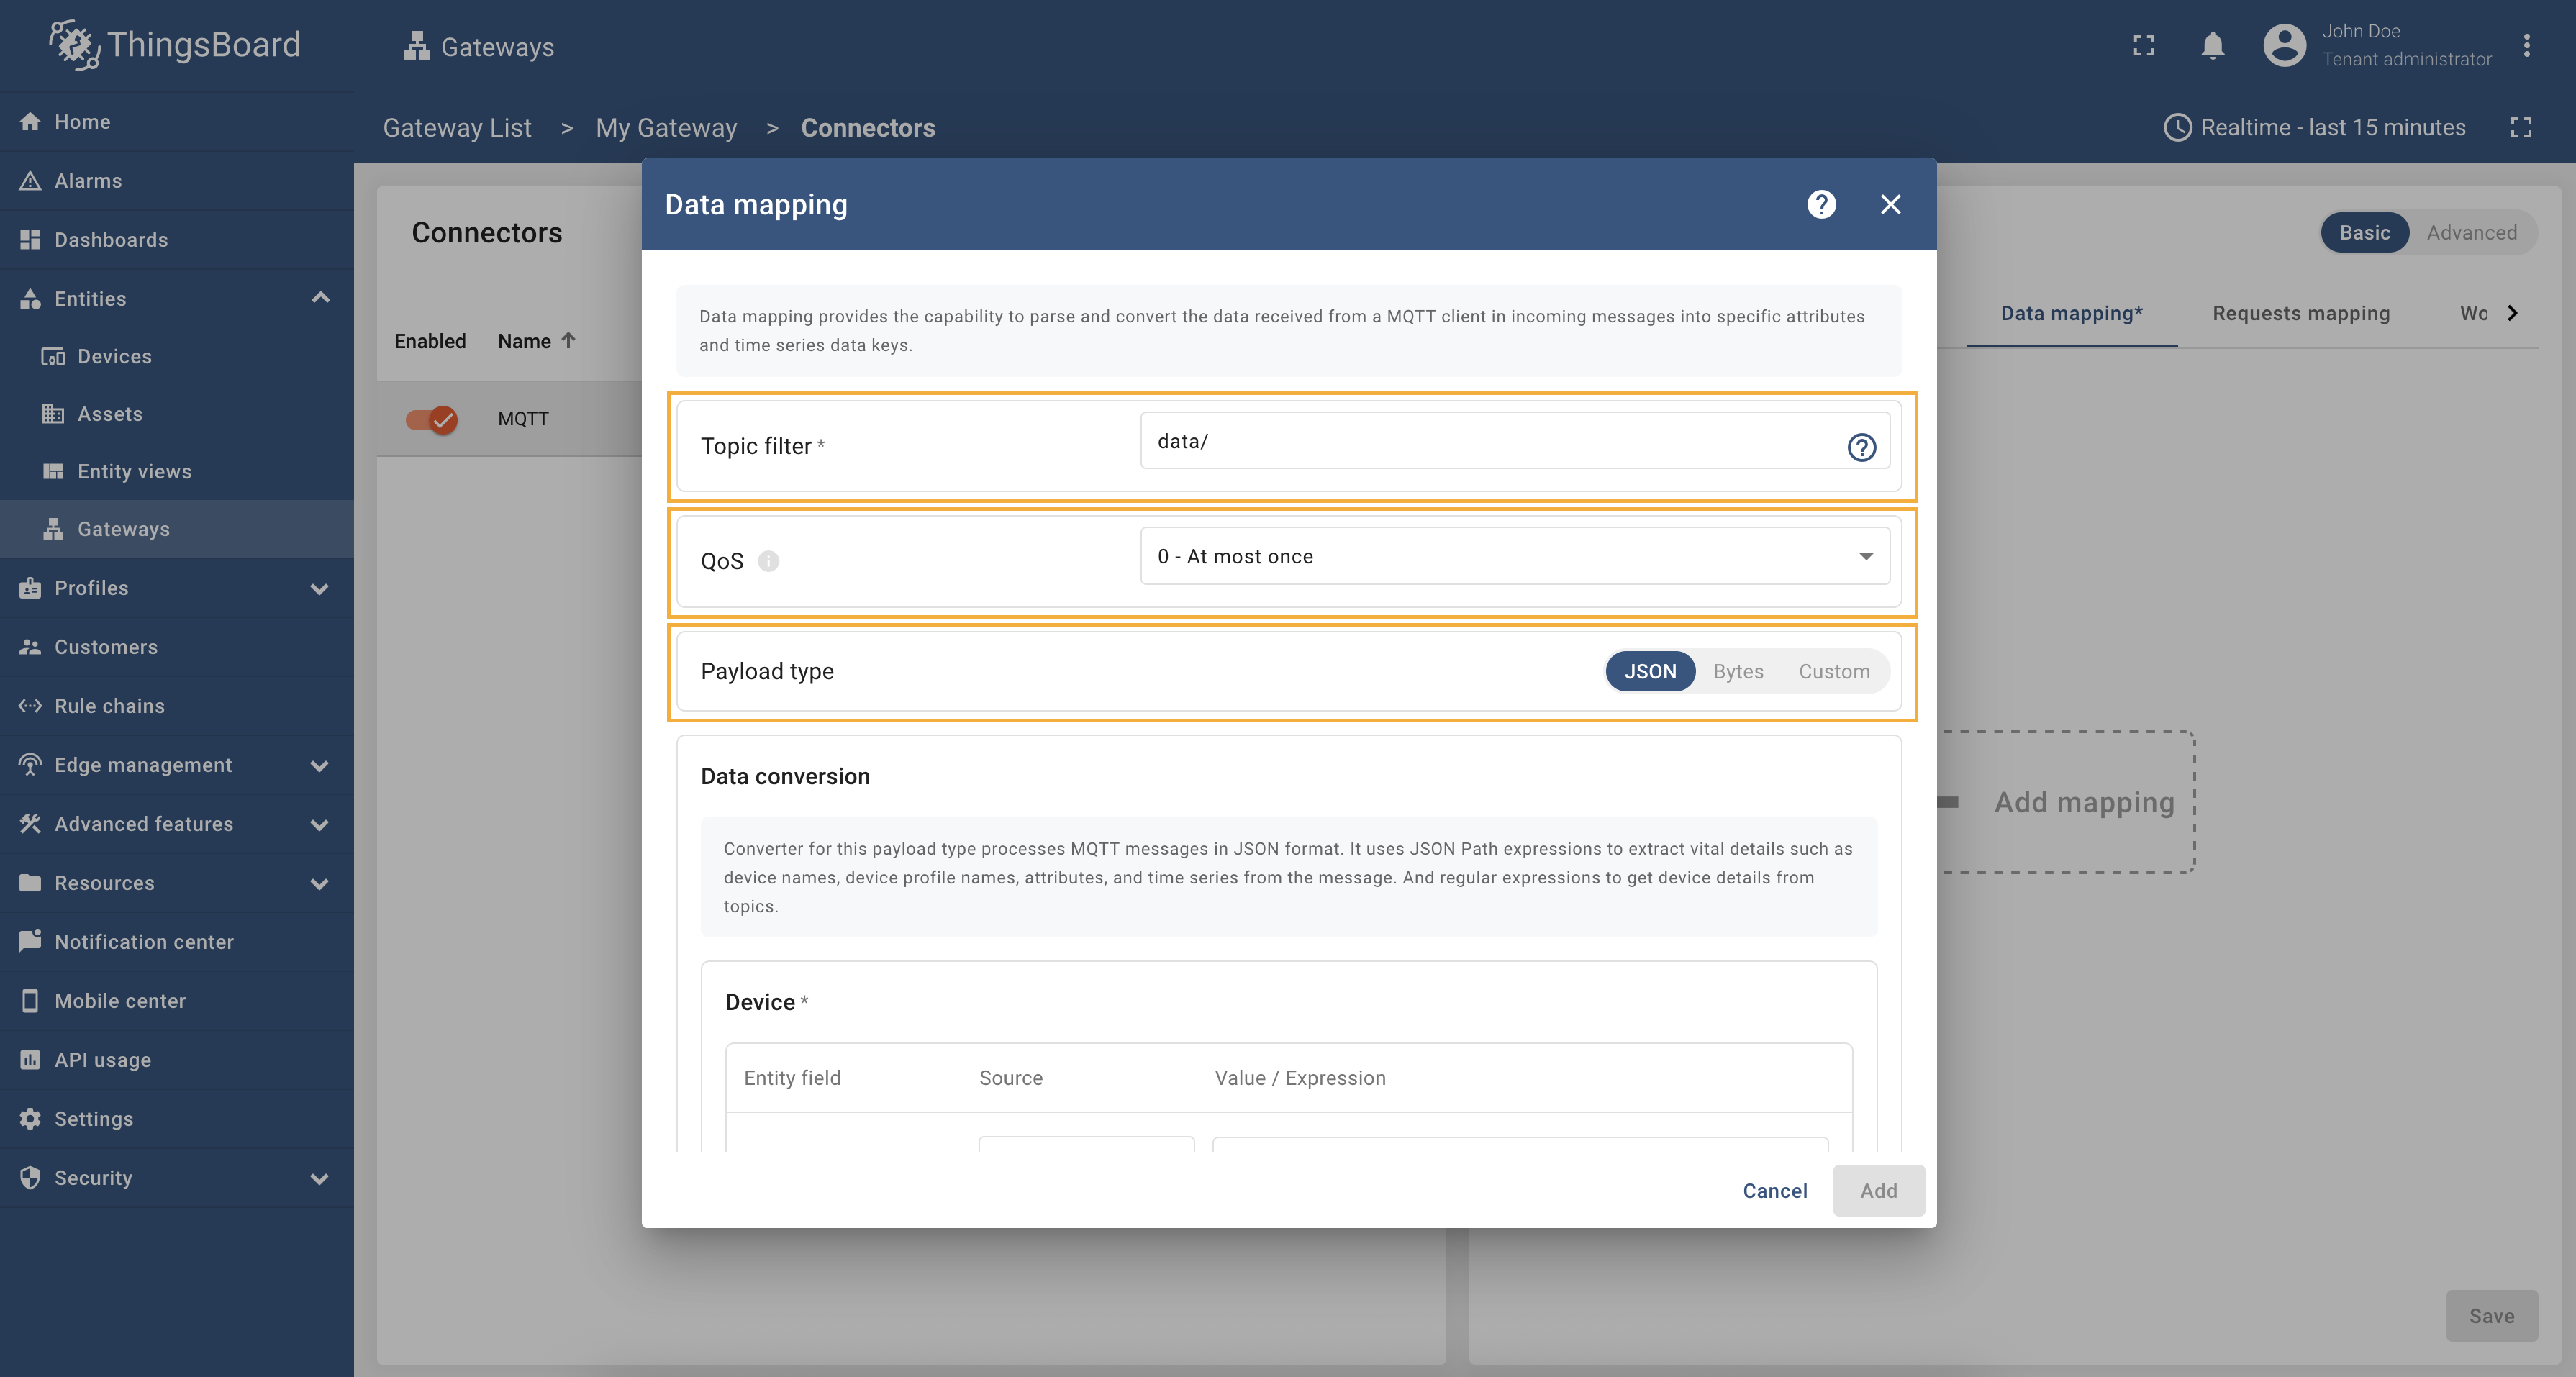 ThingsBoard
Gateways
John Doe
Tenant administrator
Home
Alarms
Dashboards
Entities
Devices
Assets
Entity views
Gateways
Profiles
Customers
Rule chains
Edge management
Advanced features
Resources
Notification center
Mobile center
API usage
Settings
Security
Gateway List > My Gateway > Connectors
Realtime - last 15 minutes
Connectors
Enabled Name
MQTT
Basic Advanced
Data mapping* Requests mapping Wo
Add mapping
Save
Data mapping
Data mapping provides the capability to parse and convert the data received from a MQTT client in incoming messages into specific attributes
and time series data keys.
Topic filter * data/
QoS 0 - At most once
Payload type JSON Bytes Custom
Data conversion
Converter for this payload type processes MQTT messages in JSON format. It uses JSON Path expressions to extract vital details such as
device names, device profile names, attributes, and time series from the message. And regular expressions to get device details from
topics.
Device *
Entity field Source Value / Expression
Cancel Add